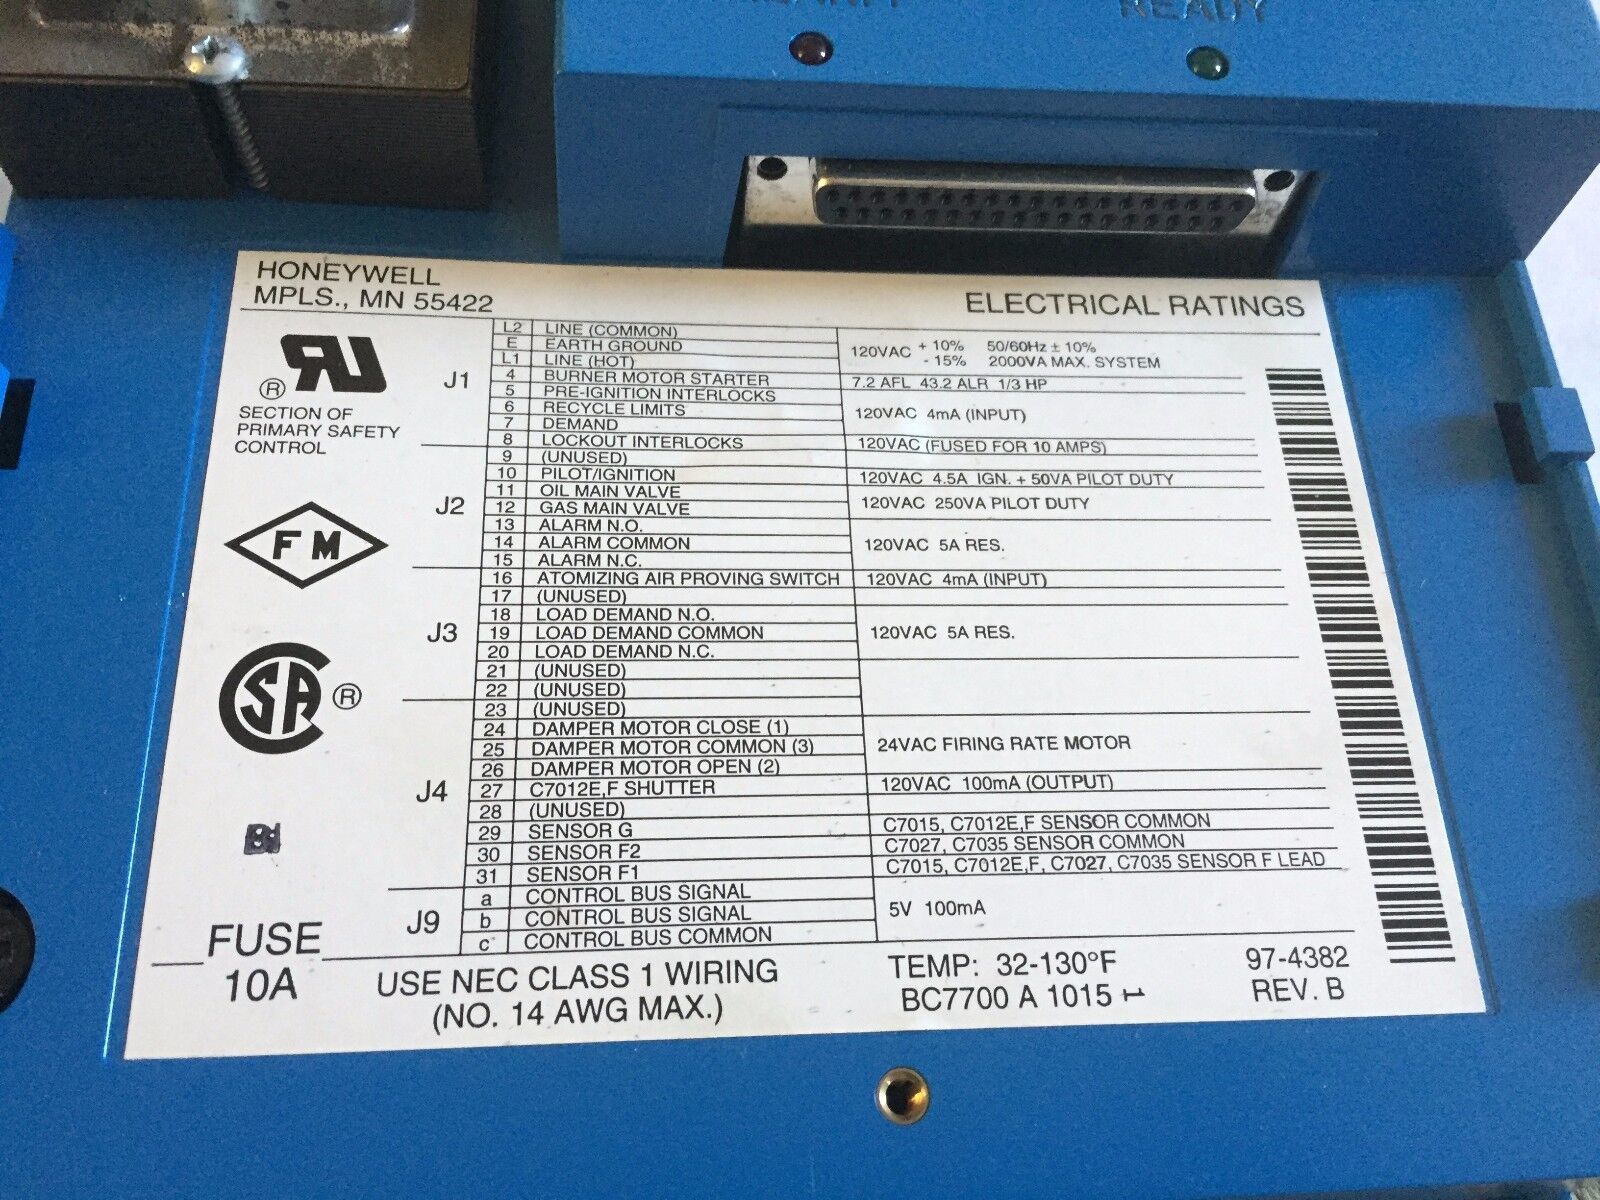 READY
HONEYWELL
MPLS., MN 55422
ELECTRICAL RATINGS
®
SECTION OF
PRIMARY SAFETY
CONTROL
FM
SA ®
FUSE
10A
J1
L2 LINE (COMMON)
E EARTH GROUND
L1 LINE (HOT)
120VAC + 10% - 15% 50/60Hz ± 10% 2000VA MAX. SYSTEM
4 BURNER MOTOR STARTER 7.2 AFL 43.2 ALR 1/3 HP
5 PRE-IGNITION INTERLOCKS
6 RECYCLE LIMITS
7 DEMAND
120VAC 4mA (INPUT)
8 LOCKOUT INTERLOCKS 120VAC (FUSED FOR 10 AMPS)
J2
9 (UNUSED)
10 PILOT/IGNITION 120VAC 4.5A IGN. + 50VA PILOT DUTY
11 OIL MAIN VALVE
12 GAS MAIN VALVE
120VAC 250VA PILOT DUTY
13 ALARM N.O.
14 ALARM COMMON
15 ALARM N.C.
120VAC 5A RES.
J3
16 ATOMIZING AIR PROVING SWITCH 120VAC 4mA (INPUT)
17 (UNUSED)
18 LOAD DEMAND N.O.
19 LOAD DEMAND COMMON
20 LOAD DEMAND N.C.
120VAC 5A RES.
21 (UNUSED)
22 (UNUSED)
J4
23 (UNUSED)
24 DAMPER MOTOR CLOSE (1)
25 DAMPER MOTOR COMMON (3)
26 DAMPER MOTOR OPEN (2)
24VAC FIRING RATE MOTOR
27 C7012E,F SHUTTER 120VAC 100mA (OUTPUT)
28 (UNUSED)
29 SENSOR G C7015, C7012E,F SENSOR COMMON
30 SENSOR F2 C7027, C7035 SENSOR COMMON
31 SENSOR F1 C7015, C7012E,F, C7027, C7035 SENSOR F LEAD
J9
a CONTROL BUS SIGNAL
b CONTROL BUS SIGNAL
c CONTROL BUS COMMON
5V 100mA
USE NEC CLASS 1 WIRING
(NO. 14 AWG MAX.)
TEMP: 32-130°F
BC7700 A 1015
97-4382
REV. B